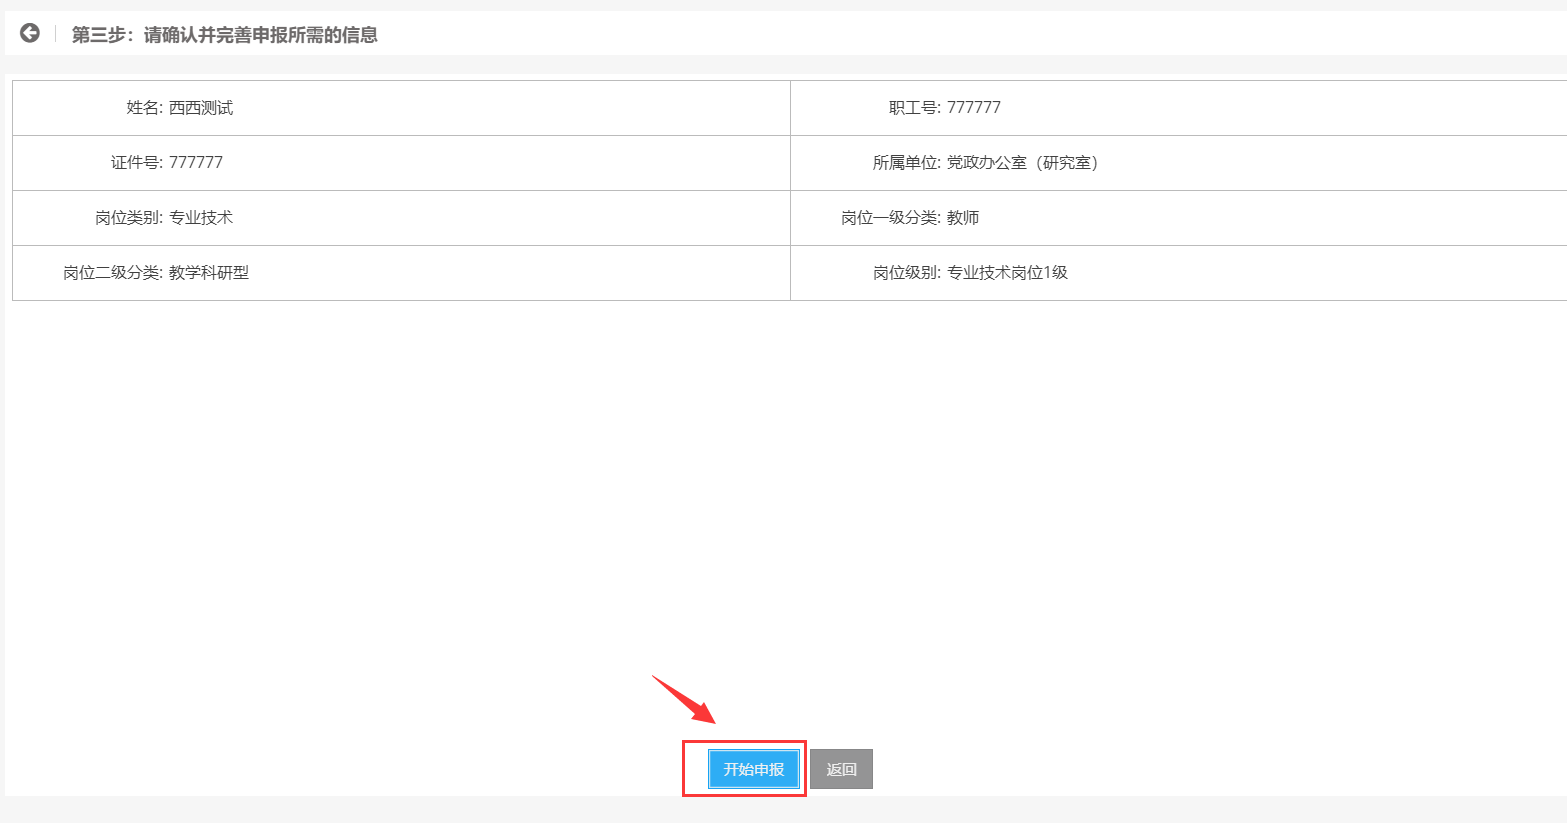 第三步：请确认并完善申报所需的信息
姓名: 西西测试
职工号: 777777
证件号: 777777
所属单位: 党政办公室（研究室）
岗位类别: 专业技术
岗位一级分类: 教师
岗位二级分类: 教学科研型
岗位级别: 专业技术岗位1级
开始申报
返回